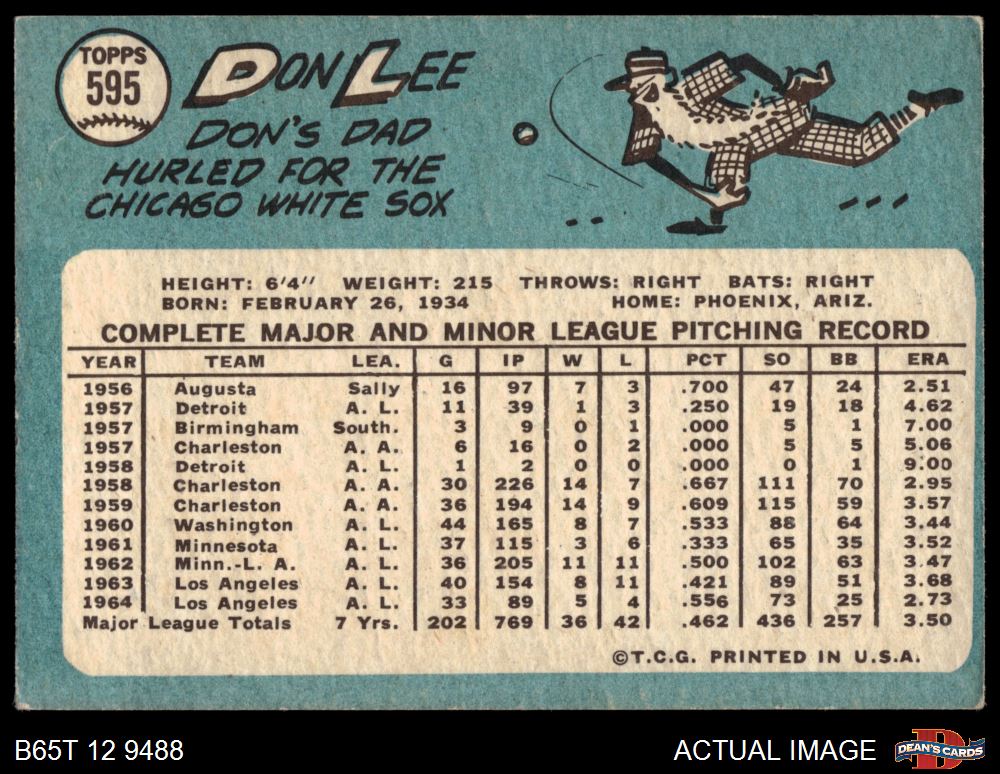 TOPPS
595
DON LEE
DON'S DAD
HURLED FOR THE
CHICAGO WHITE SOX
HEIGHT: 6'4" WEIGHT: 215 THROWS: RIGHT BATS: RIGHT
BORN: FEBRUARY 26, 1934 HOME: PHOENIX, ARIZ.
COMPLETE MAJOR AND MINOR LEAGUE PITCHING RECORD
YEAR TEAM LEA. G IP W L PCT SO BB ERA
1956 Augusta Sally 16 97 7 3 .700 47 24 2.51
1957 Detroit A. L. 11 39 1 3 .250 19 18 4.62
1957 Birmingham South. 3 9 0 1 .000 5 1 7.00
1957 Charleston A. A. 6 16 0 2 .000 5 5 5.06
1958 Detroit A. L. 1 2 0 0 .000 0 1 9.00
1958 Charleston A. A. 30 226 14 7 .667 111 70 2.95
1959 Charleston A. A. 36 194 14 9 .609 115 59 3.57
1960 Washington A. L. 44 165 8 7 .533 88 64 3.44
1961 Minnesota A. L. 37 115 3 6 .333 65 35 3.52
1962 Minn.-L. A. A. L. 36 205 11 11 .500 102 63 3.47
1963 Los Angeles A. L. 40 154 8 11 .421 89 51 3.68
1964 Los Angeles A. L. 33 89 5 4 .556 73 25 2.73
Major League Totals 7 Yrs. 202 769 36 42 .462 436 257 3.50
©T.C.G. PRINTED IN U.S.A.
B65T 12 9488 ACTUAL IMAGE DEAN'S CARDS